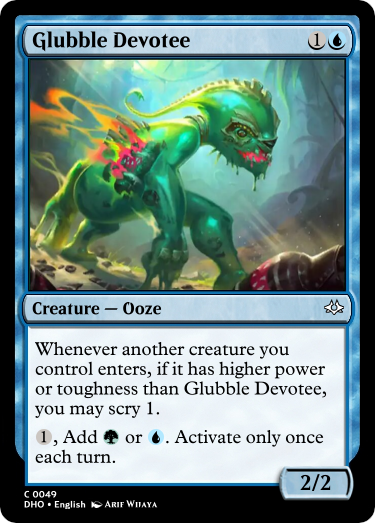 Glubble Devotee 1
Creature — Ooze
Whenever another creature you
control enters, if it has higher power
or toughness than Glubble Devotee,
you may scry 1.
1, Add or . Activate only once
each turn.
2/2
C 0049
DHO • English Arif Wijaya